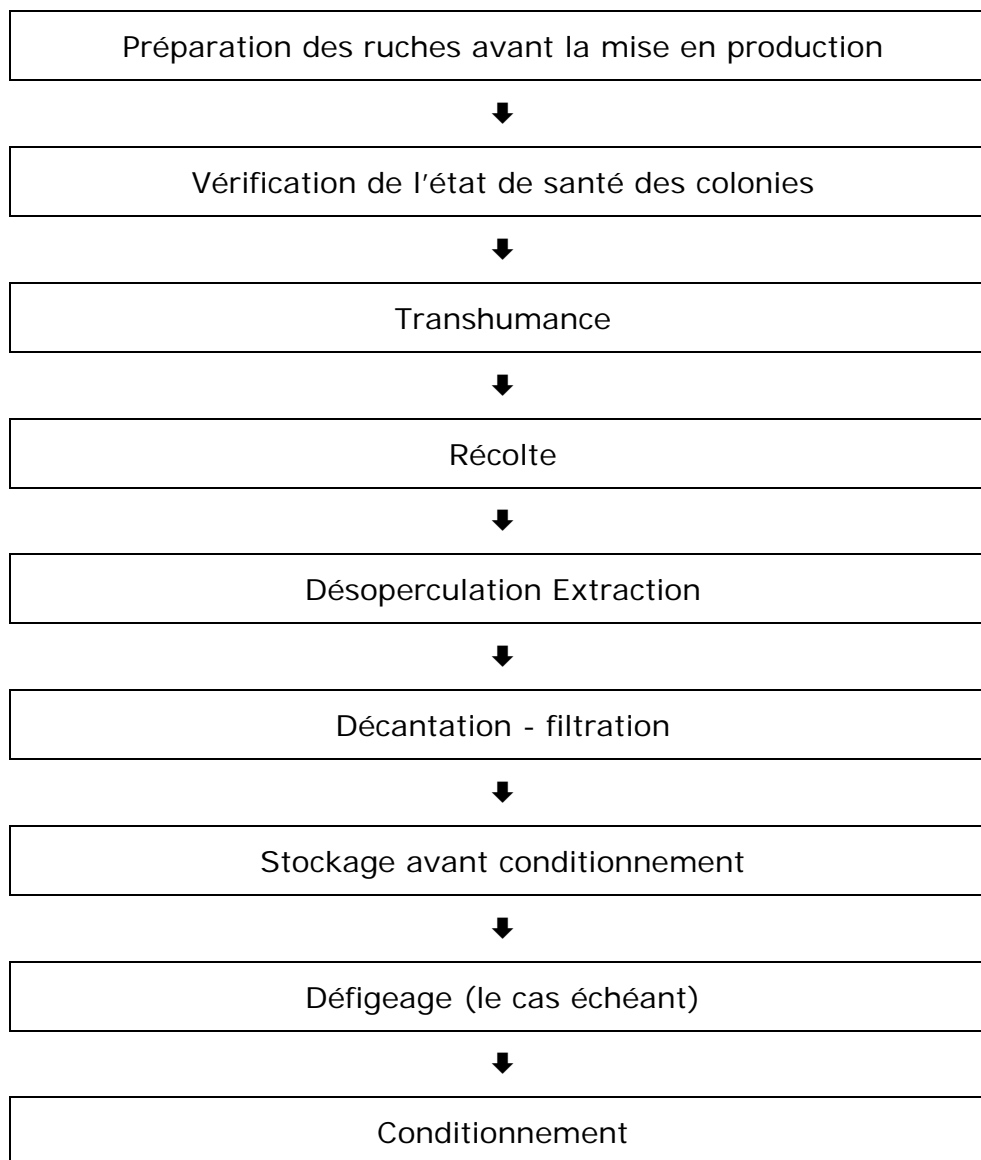 Préparation des ruches avant la mise en production
Vérification de l'état de santé des colonies
Transhumance
Récolte
Désoperculation Extraction
Décantation - filtration
Stockage avant conditionnement
Défigeage (le cas échéant)
Conditionnement